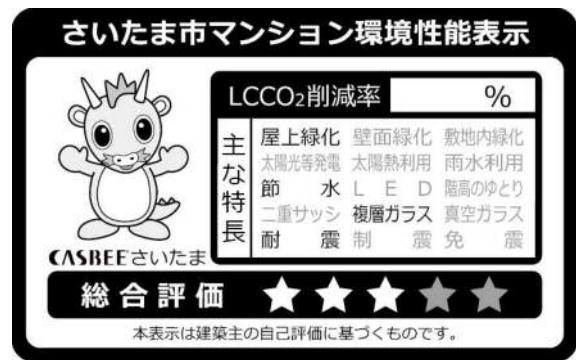 さいたま市マンション環境性能表示
LCCO₂削減率 %
主な特長
屋上緑化 壁面緑化 敷地内緑化
太陽光等発電 太陽熱利用 雨水利用
節水 LED 階高のゆとり
二重サッシ 複層ガラス 真空ガラス
耐震 制震 免震
CASBEEさいたま
総合評価 ★★★★★
本表示は建築主の自己評価に基づくものです。